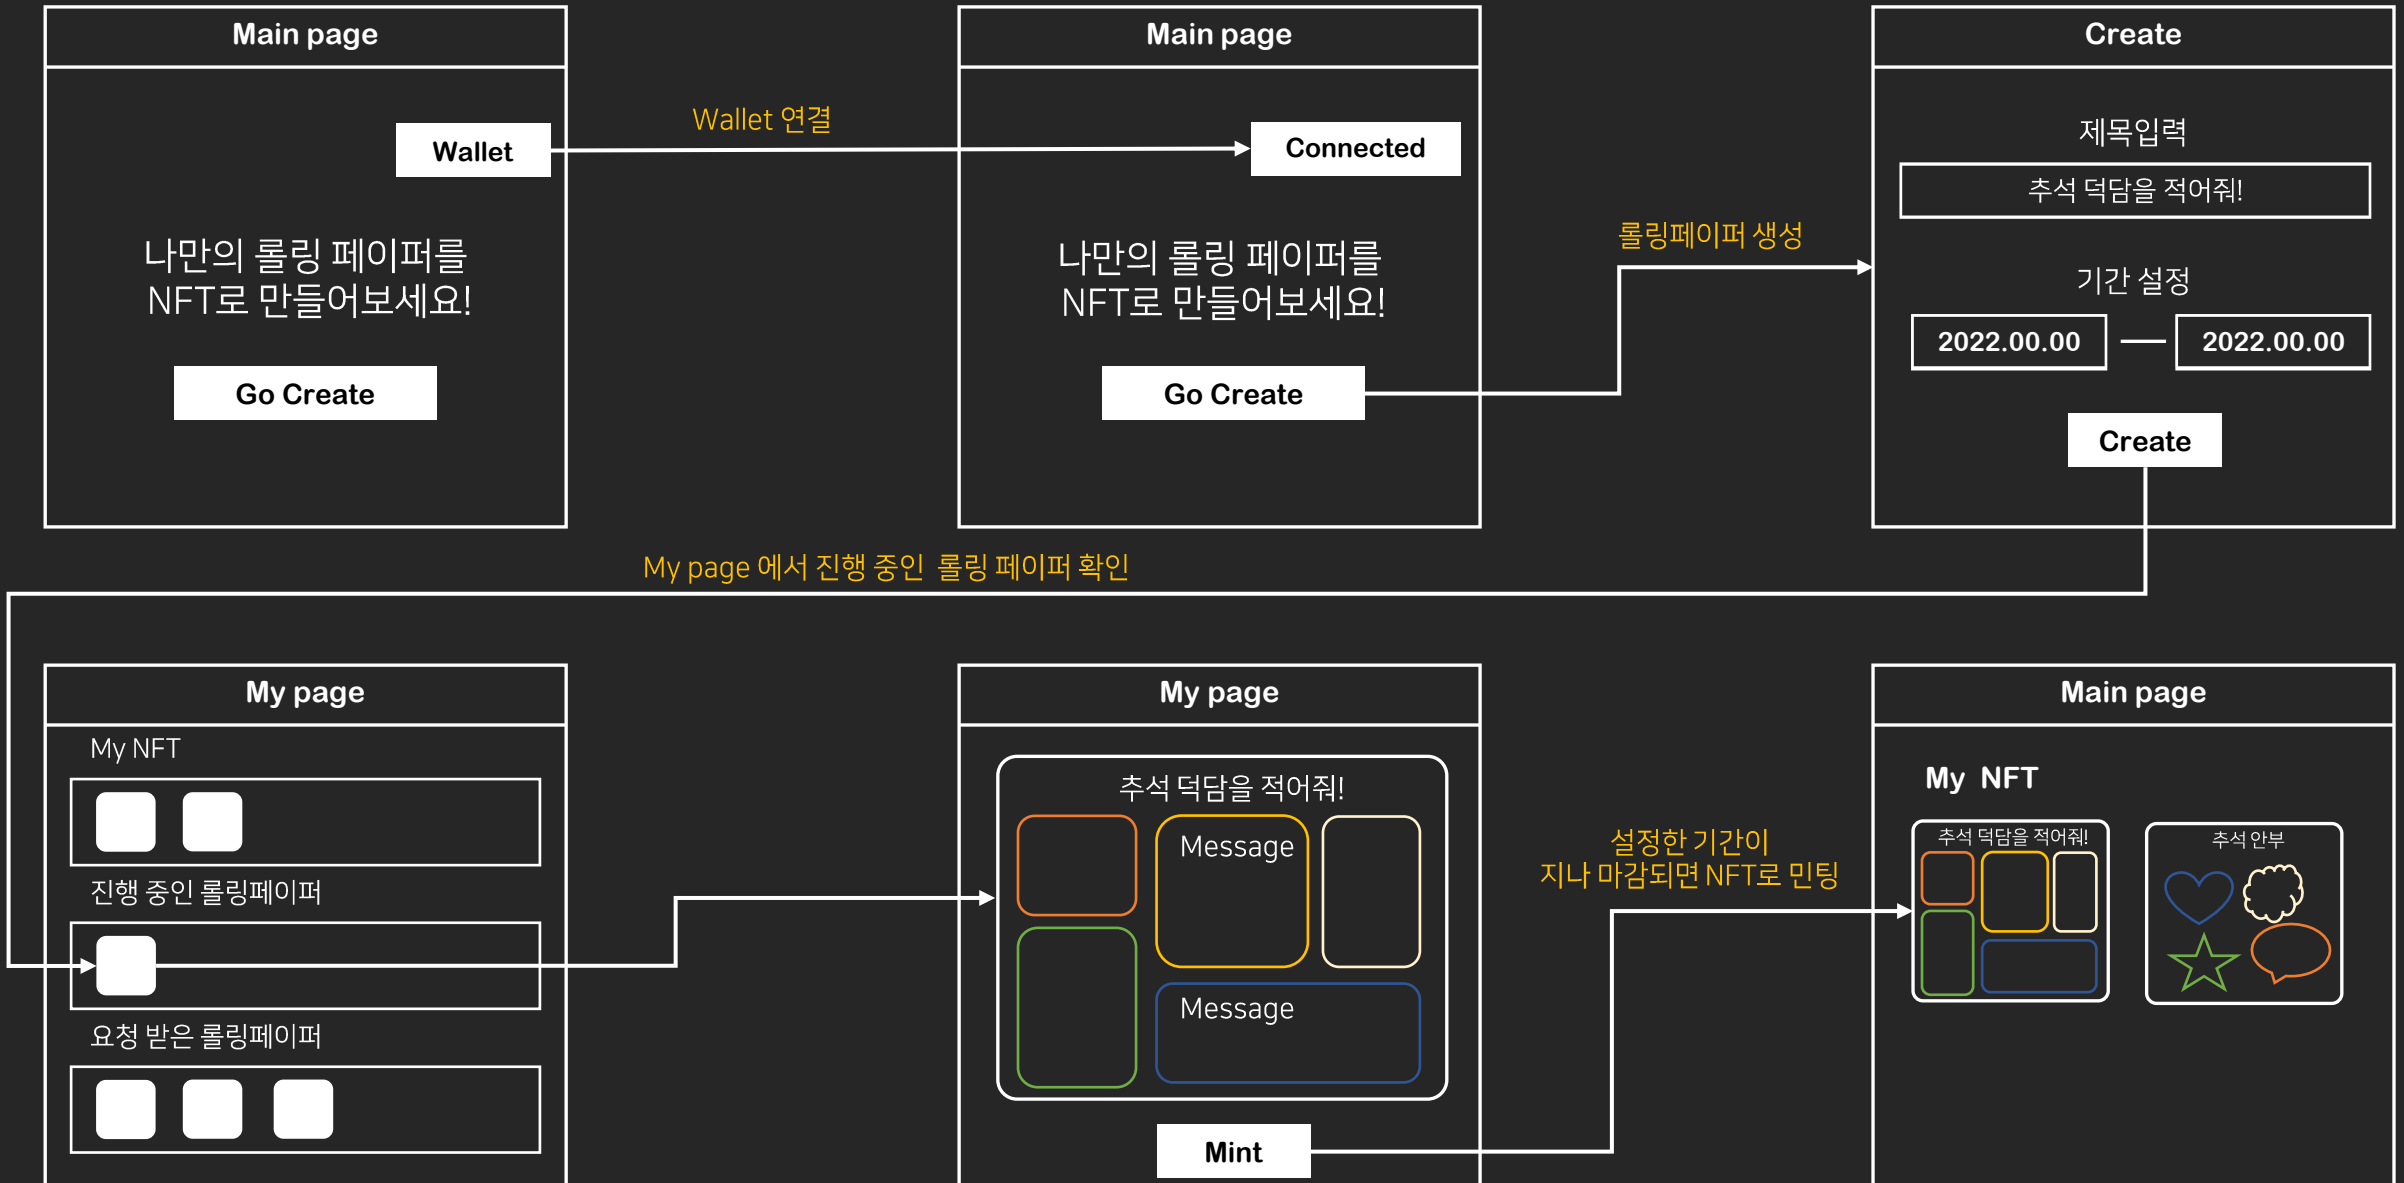 Main page
Wallet
나만의 롤링 페이퍼를
NFT로 만들어보세요!
Go Create
Wallet 연결
Main page
Connected
나만의 롤링 페이퍼를
NFT로 만들어보세요!
Go Create
롤링페이퍼 생성
Create
제목입력
추석 덕담을 적어줘!
기간 설정
2022.00.00
2022.00.00
Create
My page 에서 진행 중인 롤링 페이퍼 확인
My page
My NFT
진행 중인 롤링페이퍼
요청 받은 롤링페이퍼
My page
추석 덕담을 적어줘!
Message
Message
Mint
설정한 기간이
지나 마감되면 NFT로 민팅
Main page
My NFT
추석 덕담을 적어줘!
추석 안부